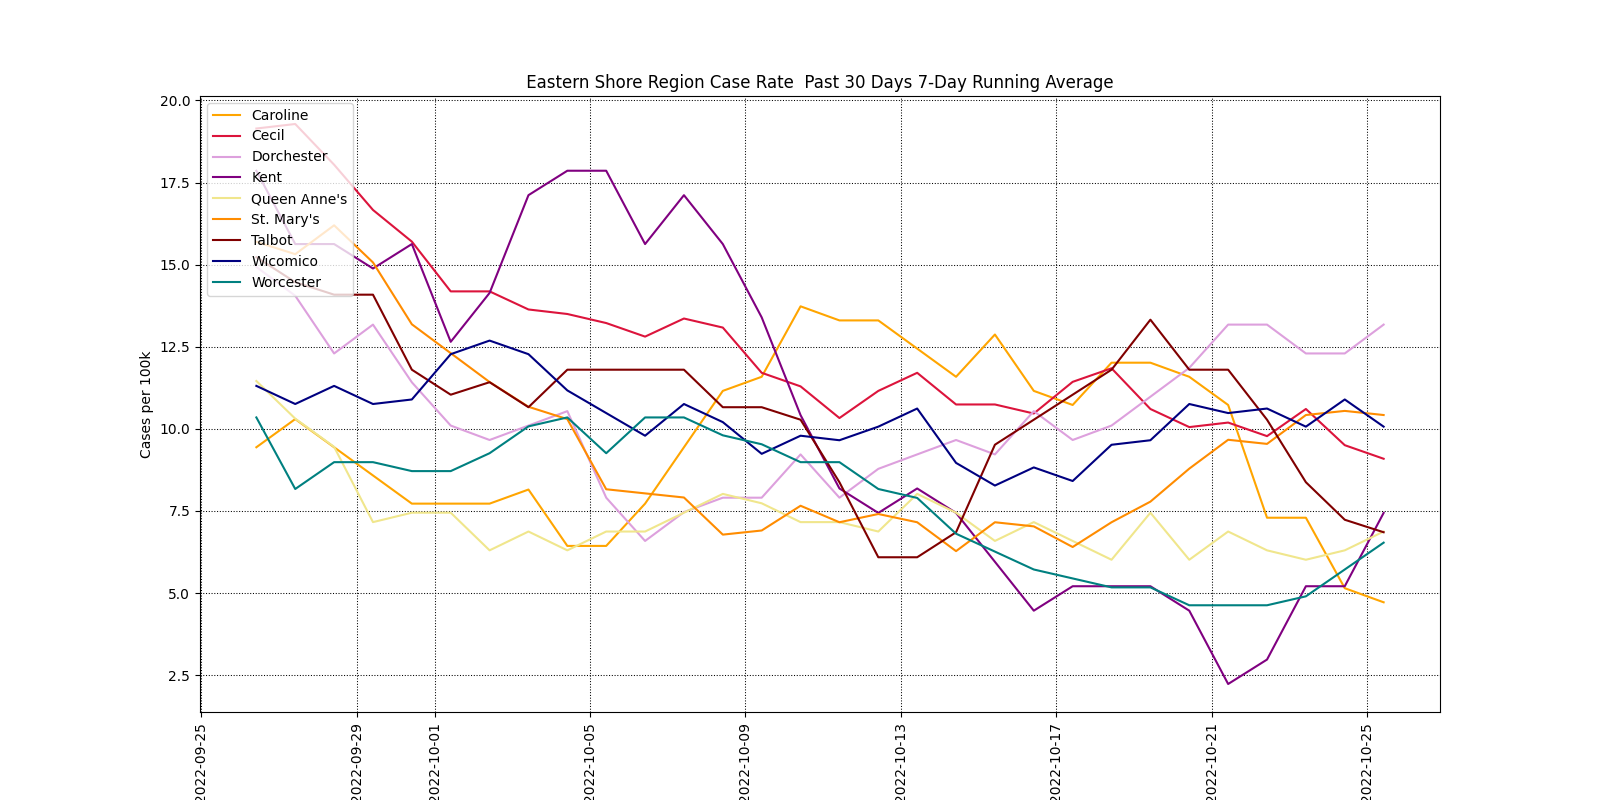 Eastern Shore Region Case Rate  Past 30 Days 7-Day Running Average
Cases per 100k
20.0
17.5
15.0
12.5
10.0
7.5
5.0
2.5
Caroline
Cecil
Dorchester
Kent
Queen Anne's
St. Mary's
Talbot
Wicomico
Worcester
2022-09-25
2022-09-29
2022-10-01
2022-10-05
2022-10-09
2022-10-13
2022-10-17
2022-10-21
2022-10-25